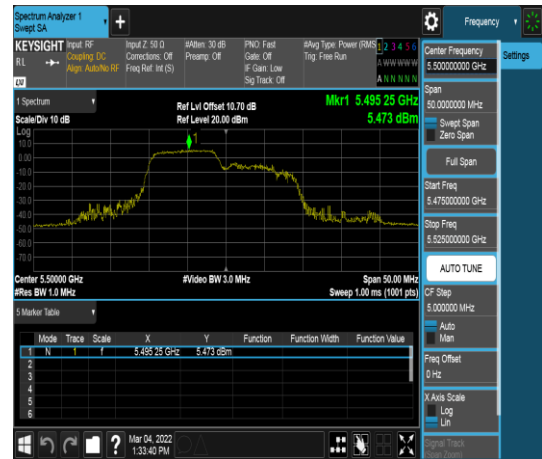 Spectrum Analyzer 1
Swept SA
+
Frequency
KEYSIGHT
RL
LXI
Input: RF
Coupling: DC
Align: Auto/No RF
Input Z: 50 Ω
Corrections: Off
Freq Ref: Int (S)
#Atten: 30 dB
Preamp: Off
PNO: Fast
Gate: Off
IF Gain: Low
Sig Track: Off
#Avg Type: Power (RMS
Trig: Free Run
1 2 3 4 5 6
A WW WW W
A N N N N N
1 Spectrum
Scale/Div 10 dB
Ref Lvl Offset 10.70 dB
Ref Level 20.00 dBm
Mkr1 5.495 25 GHz
5.473 dBm
Log
10.0
0.00
-10.0
-20.0
-30.0
-40.0
-50.0
-60.0
-70.0
1
Center 5.50000 GHz
#Res BW 1.0 MHz
#Video BW 3.0 MHz
Span 50.00 MHz
Sweep 1.00 ms (1001 pts)
5 Marker Table
Mode Trace Scale X Y Function Function Width Function Value
1 N 1 f 5.495 25 GHz 5.473 dBm
2
3
4
5
6
Mar 04, 2022
1:33:40 PM
?
Center Frequency
5.500000000 GHz
Settings
Span
50.0000000 MHz
Swept Span
Zero Span
Full Span
Start Freq
5.475000000 GHz
Stop Freq
5.525000000 GHz
AUTO TUNE
CF Step
5.000000 MHz
Auto
Man
Freq Offset
0 Hz
X Axis Scale
Log
Lin
Signal Track
(Span Zoom)